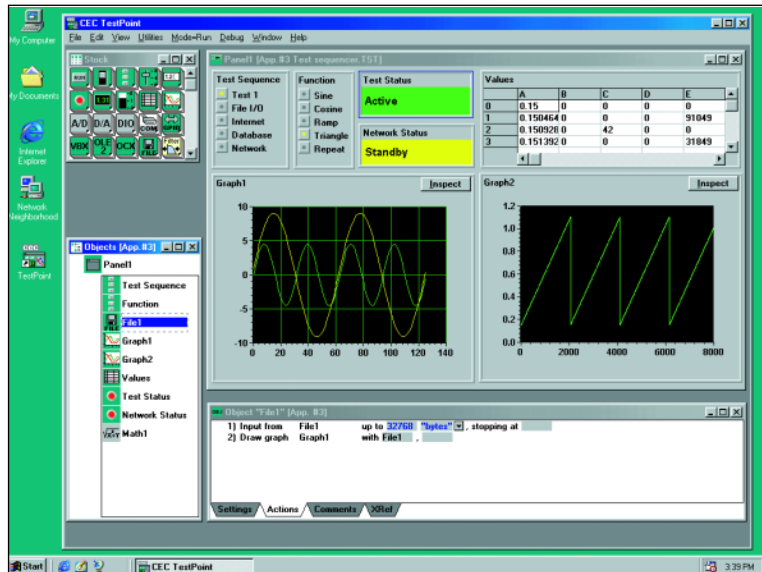 CEC TestPoint
File Edit View Utilities Mode=Run Debug Window Help
My Computer
My Documents
Internet
Explorer
Network
Neighborhood
CEC
TestPoint
Stock
A/D D/A DIO COM GPIB
VBX OLE 2 OCX FILE Filter
Panel1 [App.#3 Test sequencer.TST]
Test Sequence
Test 1
File I/O
Internet
Database
Network
Function
Sine
Cosine
Ramp
Triangle
Repeat
Test Status
Active
Network Status
Standby
Values
A B C D E
0 0.15 0 0 0 0
1 0.150464 0 0 0 91049
2 0.150928 0 42 0 0
3 0.151392 0 0 0 31849
Graph1
Inspect
10
5
0
-5
-10
0 20 40 60 80 100 120 140
Graph2
Inspect
1.2
1.0
0.8
0.6
0.4
0.2
0.0
0 2000 4000 6000 8000
Objects [App.#3]
Panel1
Test Sequence
Function
File1
Graph1
Graph2
Values
Test Status
Network Status
Math1
Object "File1" [App. #3]
1) Input from File1 up to 32768 "bytes" , stopping at
2) Draw graph Graph1 with File1 ,
Settings Actions Comments XRef
Start
CEC TestPoint
3:39 PM